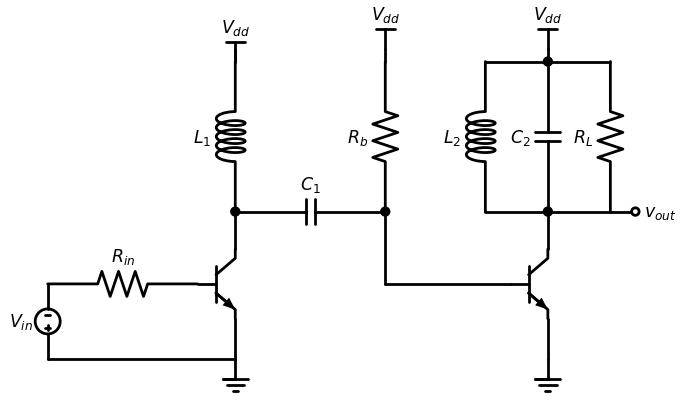 V_dd
V_dd
V_dd
L_1
R_b
L_2
C_2
R_L
C_1
v_out
R_in
V_in